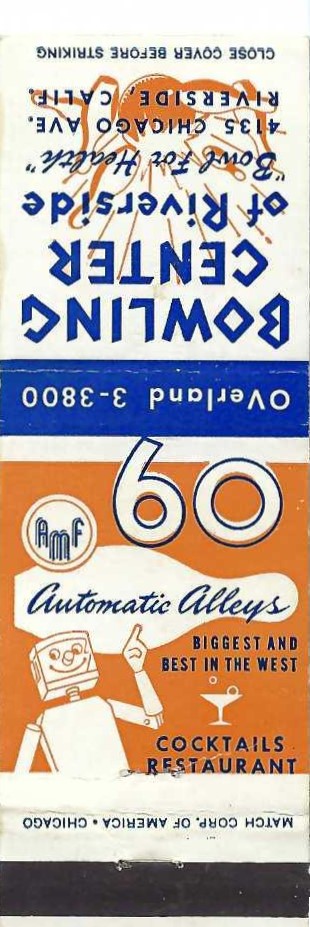 CLOSE COVER BEFORE STRIKING
4135 CHICAGO AVE.
RIVERSIDE, CALIF.
"Bowl For Health"
BOWLING
CENTER
of Riverside
OVerland 3-3800
60
AMF
Automatic Alleys
BIGGEST AND
BEST IN THE WEST
COCKTAILS
RESTAURANT
MATCH CORP. OF AMERICA • CHICAGO